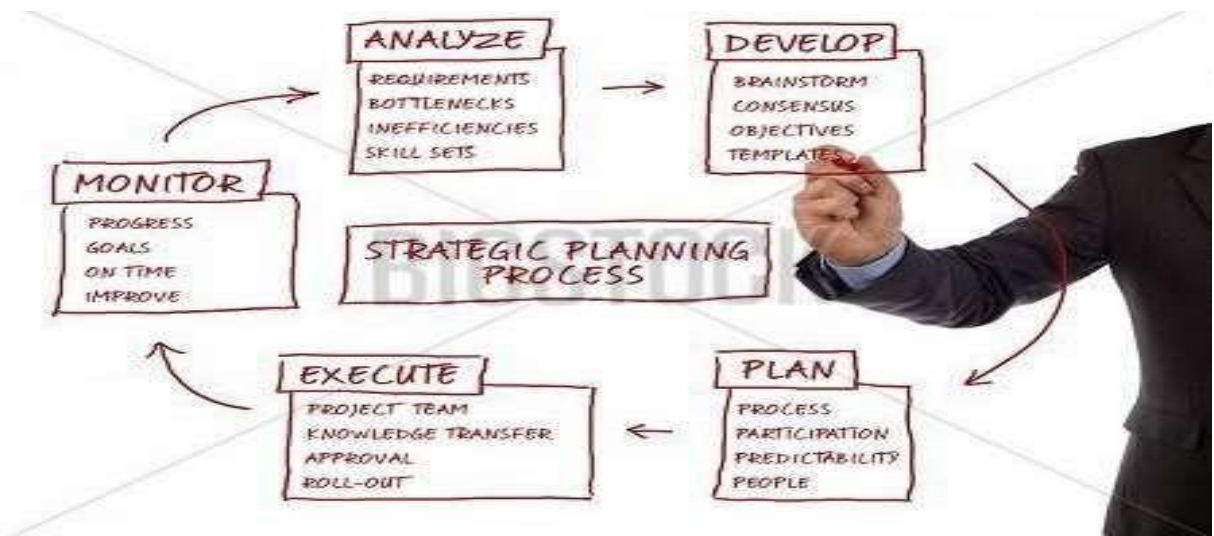 ANALYZE
REQUIREMENTS
BOTTLENECKS
INEFFICIENCIES
SKILL SETS
DEVELOP
BRAINSTORM
CONSENSUS
OBJECTIVES
TEMPLATES
MONITOR
PROGRESS
GOALS
ON TIME
IMPROVE
STRATEGIC PLANNING
PROCESS
BIGSTOCK
EXECUTE
PROJECT TEAM
KNOWLEDGE TRANSFER
APPROVAL
ROLL-OUT
PLAN
PROCESS
PARTICIPATION
PREDICTABILITY
PEOPLE